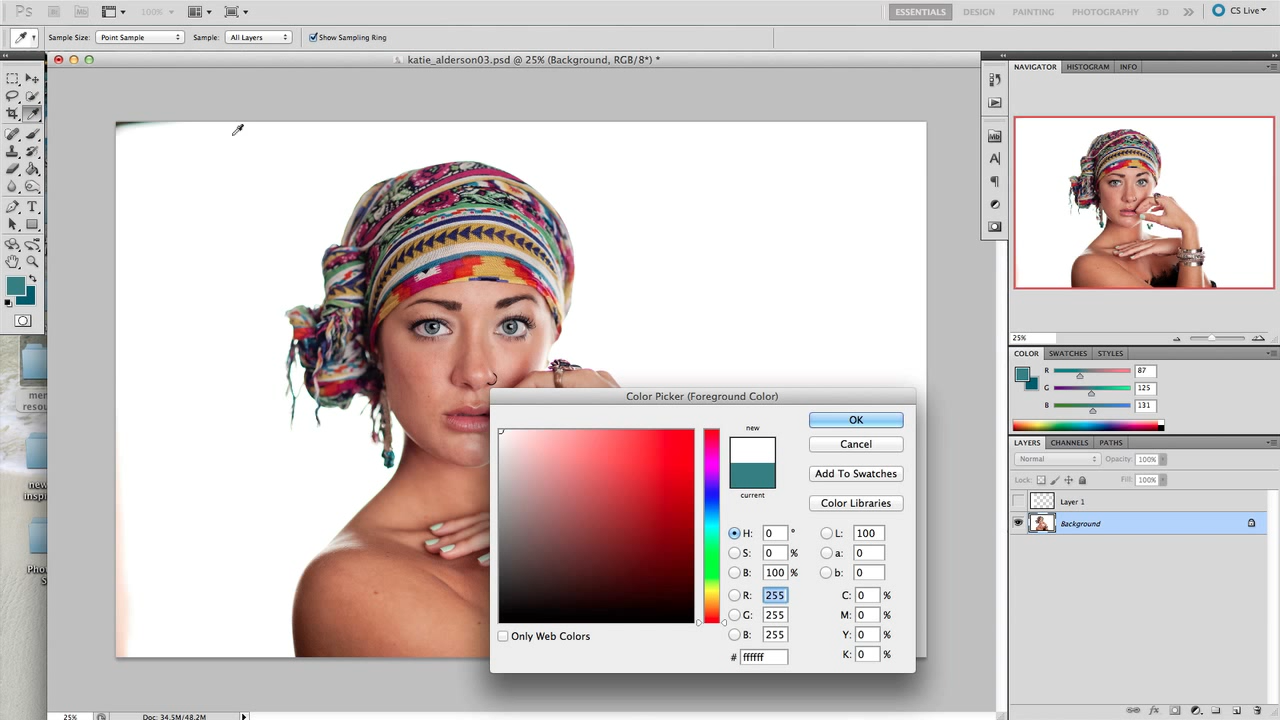 Ps Br Mb 100% ESSENTIALS DESIGN PAINTING PHOTOGRAPHY 3D CS Live
Sample Size: Point Sample Sample: All Layers Show Sampling Ring
katie_alderson03.psd @ 25% (Background, RGB/8*) *
NAVIGATOR HISTOGRAM INFO
25%
COLOR SWATCHES STYLES
R 87
G 125
B 131
LAYERS CHANNELS PATHS
Normal Opacity: 100%
Lock: Fill: 100%
Layer 1
Background
Color Picker (Foreground Color)
new
current
OK
Cancel
Add To Swatches
Color Libraries
H: 0 ° L: 100
S: 0 % a: 0
B: 100 % b: 0
R: 255 C: 0 %
G: 255 M: 0 %
B: 255 Y: 0 %
# ffffff K: 0 %
Only Web Colors
25% Doc: 34.5M/48.2M